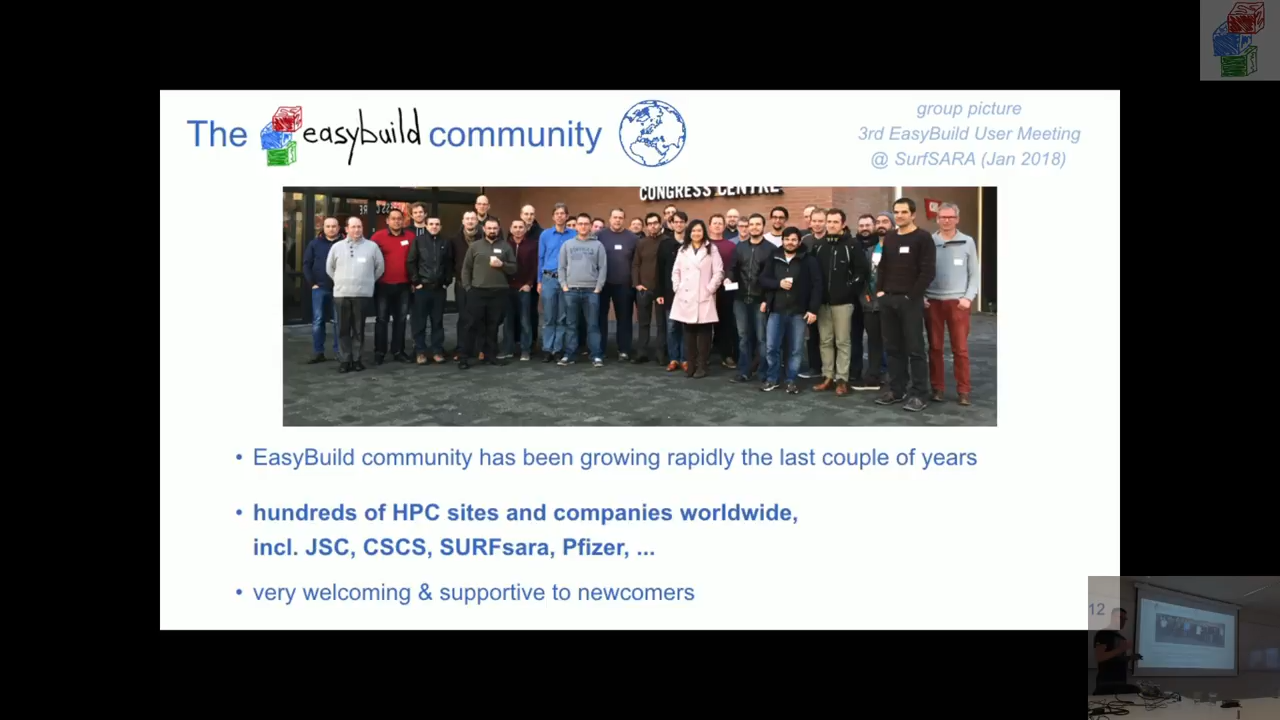 The easybuild community
group picture
3rd EasyBuild User Meeting
@ SurfSARA (Jan 2018)
CONGRESS CENTRE
• EasyBuild community has been growing rapidly the last couple of years
• hundreds of HPC sites and companies worldwide,
incl. JSC, CSCS, SURFsara, Pfizer, ...
• very welcoming & supportive to newcomers
12